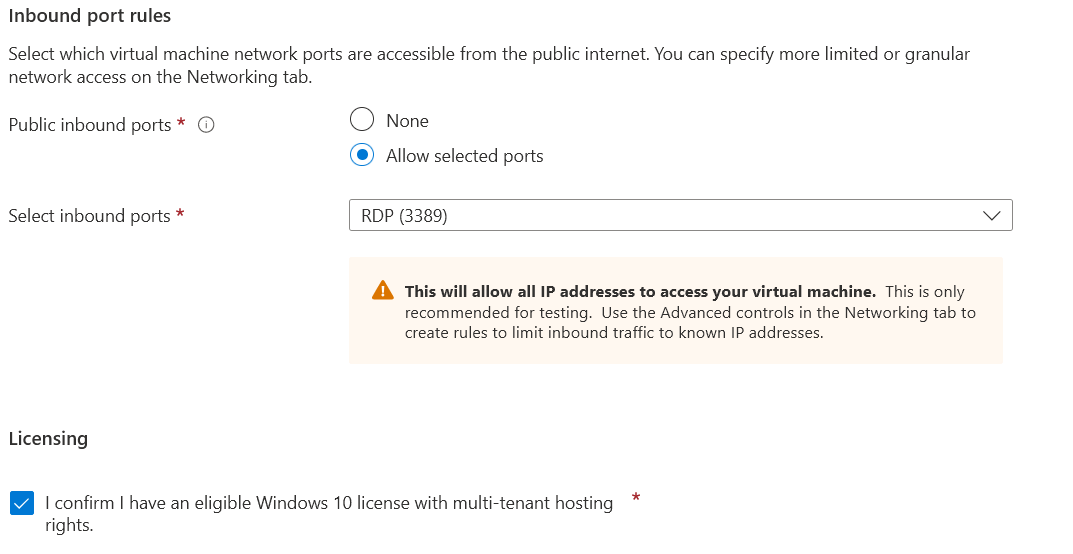 Inbound port rules
Select which virtual machine network ports are accessible from the public internet. You can specify more limited or granular
network access on the Networking tab.
Public inbound ports *
None
Allow selected ports
Select inbound ports *
RDP (3389)
This will allow all IP addresses to access your virtual machine. This is only
recommended for testing. Use the Advanced controls in the Networking tab to
create rules to limit inbound traffic to known IP addresses.
Licensing
I confirm I have an eligible Windows 10 license with multi-tenant hosting *
rights.